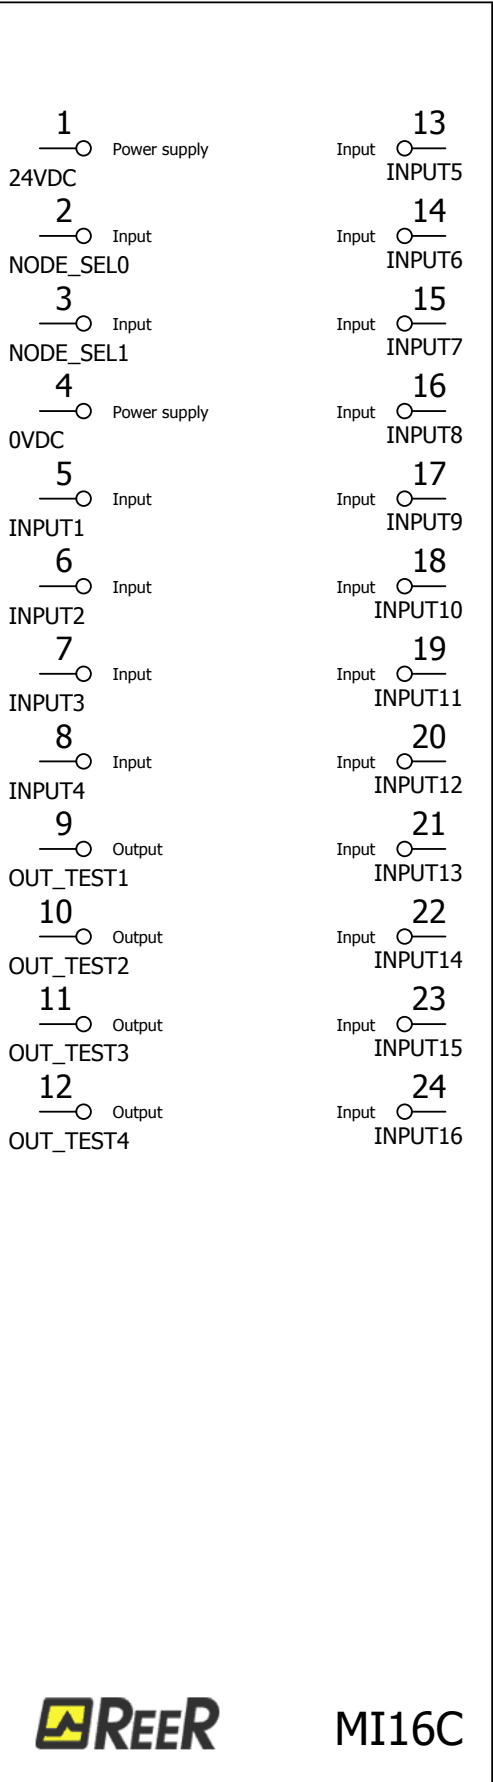 1
Power supply
24VDC
2
Input
NODE_SEL0
3
Input
NODE_SEL1
4
Power supply
0VDC
5
Input
INPUT1
6
Input
INPUT2
7
Input
INPUT3
8
Input
INPUT4
9
Output
OUT_TEST1
10
Output
OUT_TEST2
11
Output
OUT_TEST3
12
Output
OUT_TEST4
13
Input
INPUT5
14
Input
INPUT6
15
Input
INPUT7
16
Input
INPUT8
17
Input
INPUT9
18
Input
INPUT10
19
Input
INPUT11
20
Input
INPUT12
21
Input
INPUT13
22
Input
INPUT14
23
Input
INPUT15
24
Input
INPUT16
REER
MI16C